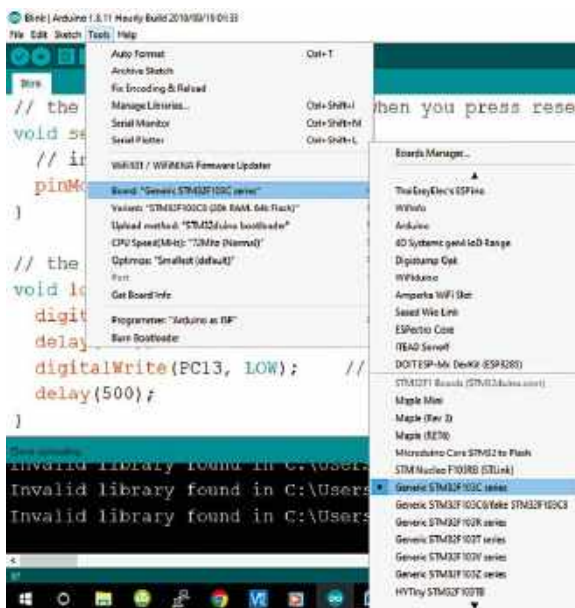 Blink | Arduino 1.8.11 Hourly Build 2019/09/19 01:33
File Edit Sketch Tools Help
Blink
Auto Format Ctrl+T
Archive Sketch
Fix Encoding & Reload
Manage Libraries... Ctrl+Shift+I
Serial Monitor Ctrl+Shift+M
Serial Plotter Ctrl+Shift+L
WiFi101 / WiFiNINA Firmware Updater
Board: "Generic STM32F103C series"
Variant: "STM32F103C8 (20k RAM. 64k Flash)"
Upload method: "STM32duino bootloader"
CPU Speed(MHz): "72Mhz (Normal)"
Optimize: "Smallest (default)"
Port
Get Board Info
Programmer: "Arduino as ISP"
Burn Bootloader
// the
hen you press rese
void se
// in
pinMo
}
// the
void lo
digit
delay
digitalWrite(PC13, LOW); //
delay(500);
}
Boards Manager...
ThaiEasyElec's ESPino
WifInfo
Arduino
4D Systems gen4 IoD Range
Digistump Oak
WiFiduino
Amperka WiFi Slot
Seeed Wio Link
ESPectro Core
ITEAD Sonoff
DOIT ESP-Mx DevKit (ESP8285)
STM32F1 Boards (STM32duino.com)
Maple Mini
Maple (Rev 3)
Maple (RET6)
Microduino Core STM32 to Flash
STM Nucleo F103RB (STLink)
Generic STM32F103C series
Generic STM32F103C6/fake STM32F103C8
Generic STM32F103R series
Generic STM32F103T series
Generic STM32F103V series
Generic STM32F103Z series
HYTiny STM32F103TB
Done uploading.
Invalid library found in C:\Users
Invalid library found in C:\Users
Invalid library found in C:\Users